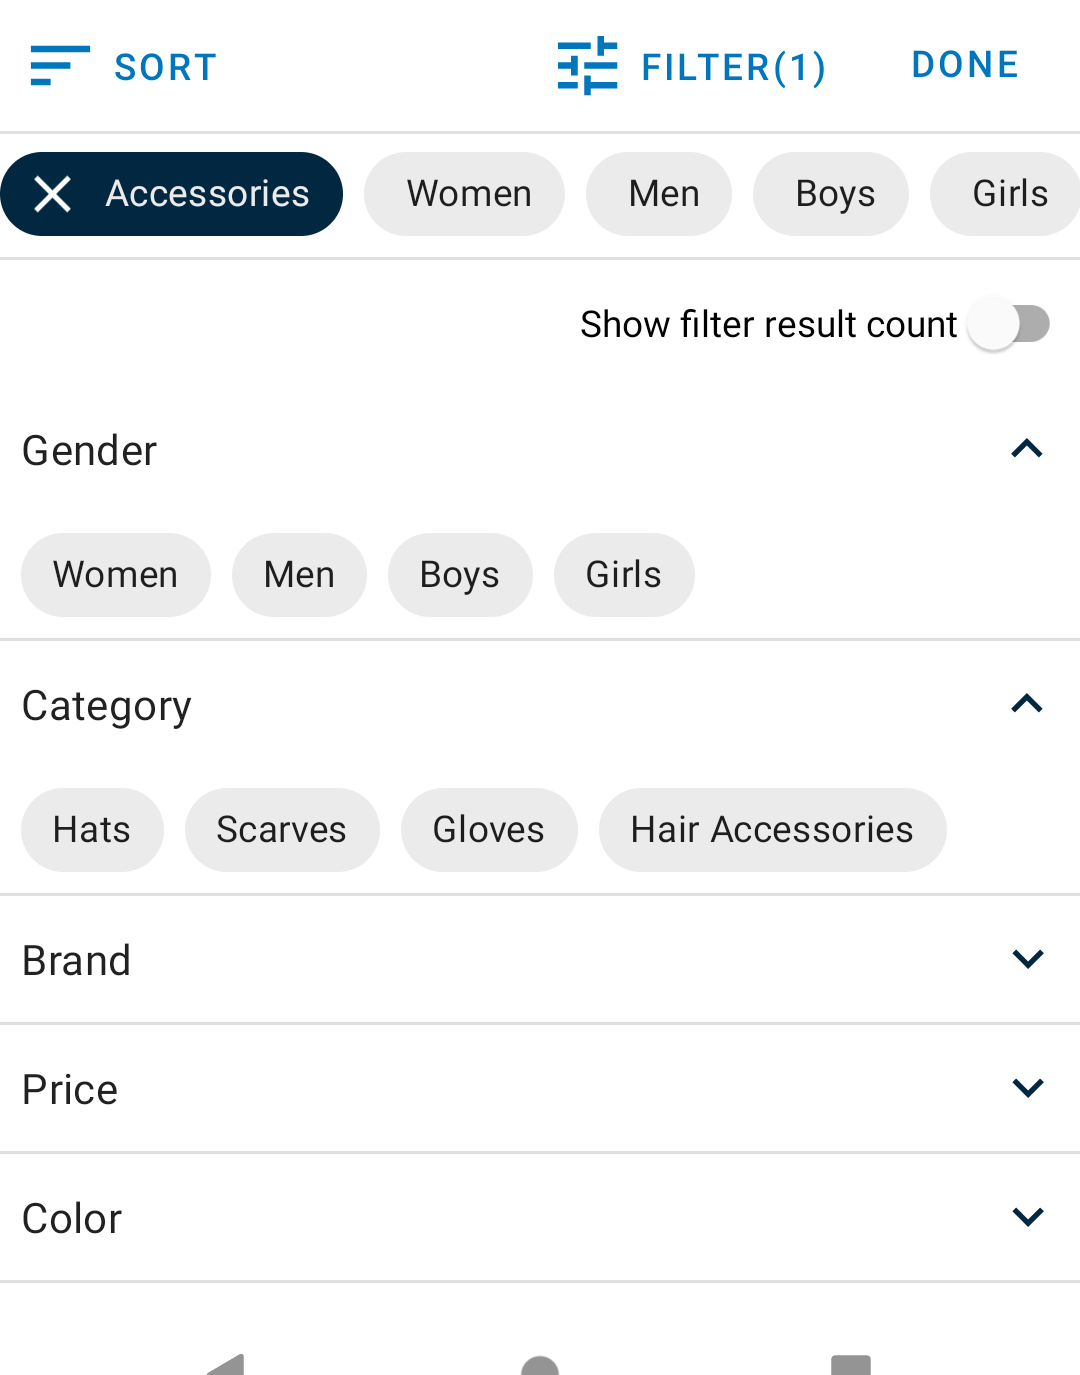 SORT FILTER(1) DONE
Accessories Women Men Boys Girls
Show filter result count
Gender
Women Men Boys Girls
Category
Hats Scarves Gloves Hair Accessories
Brand
Price
Color